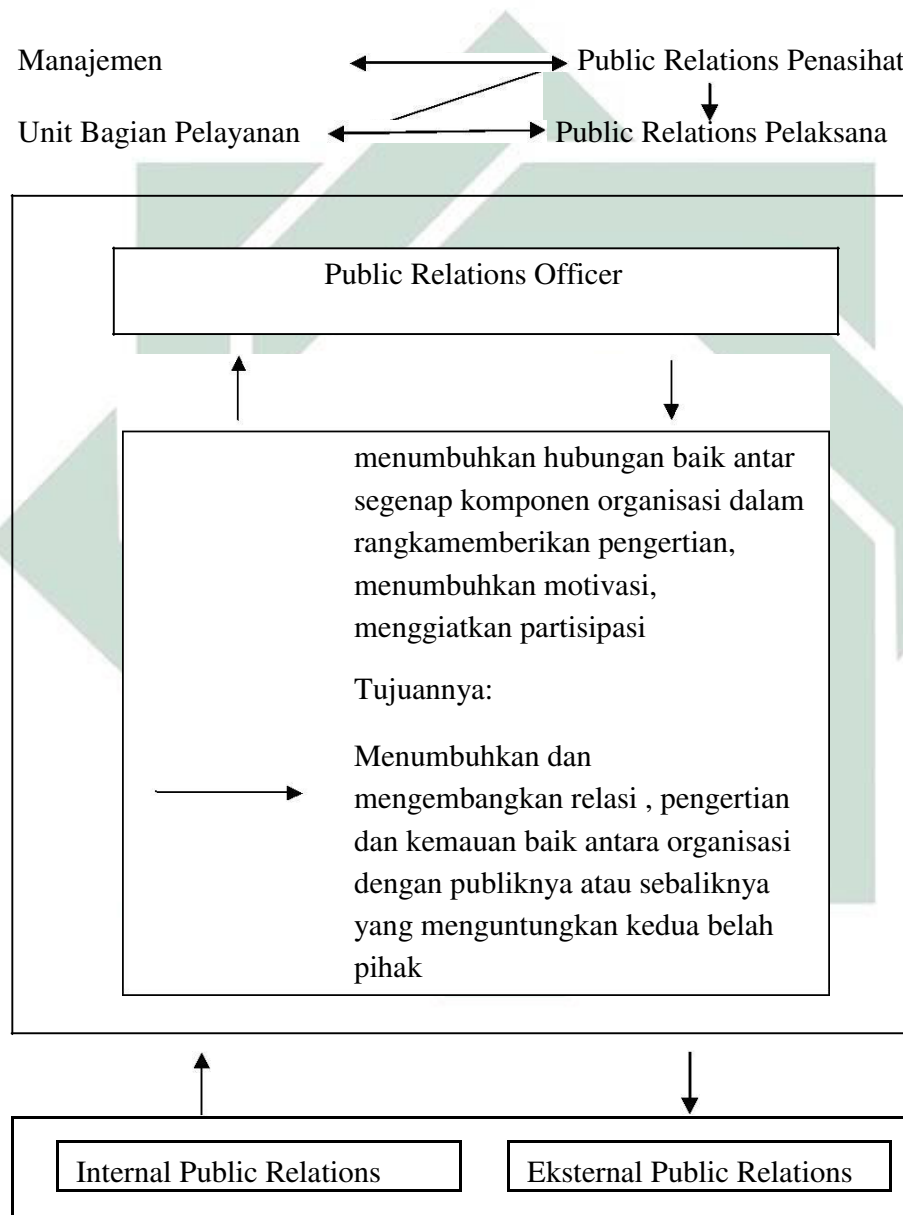 Manajemen Public Relations Penasihat
Unit Bagian Pelayanan Public Relations Pelaksana
Public Relations Officer
menumbuhkan hubungan baik antar
segenap komponen organisasi dalam
rangkamemberikan pengertian,
menumbuhkan motivasi,
menggiatkan partisipasi
Tujuannya:
Menumbuhkan dan
mengembangkan relasi , pengertian
dan kemauan baik antara organisasi
dengan publiknya atau sebaliknya
yang menguntungkan kedua belah
pihak
Internal Public Relations Eksternal Public Relations